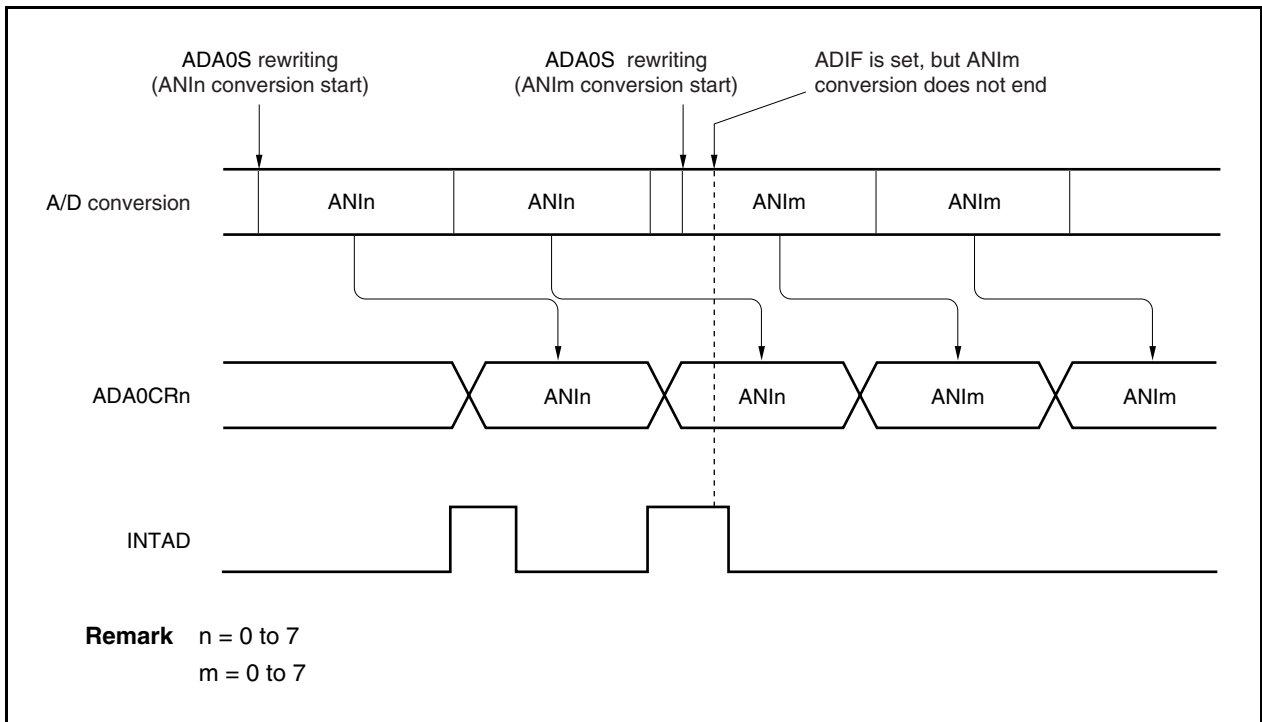 ADA0S rewriting
(ANIn conversion start)
ADA0S rewriting
(ANIm conversion start)
ADIF is set, but ANIm
conversion does not end
A/D conversion
ANIn
ANIn
ANIm
ANIm
ADA0CRn
ANIn
ANIn
ANIm
ANIm
INTAD
Remark n = 0 to 7
m = 0 to 7